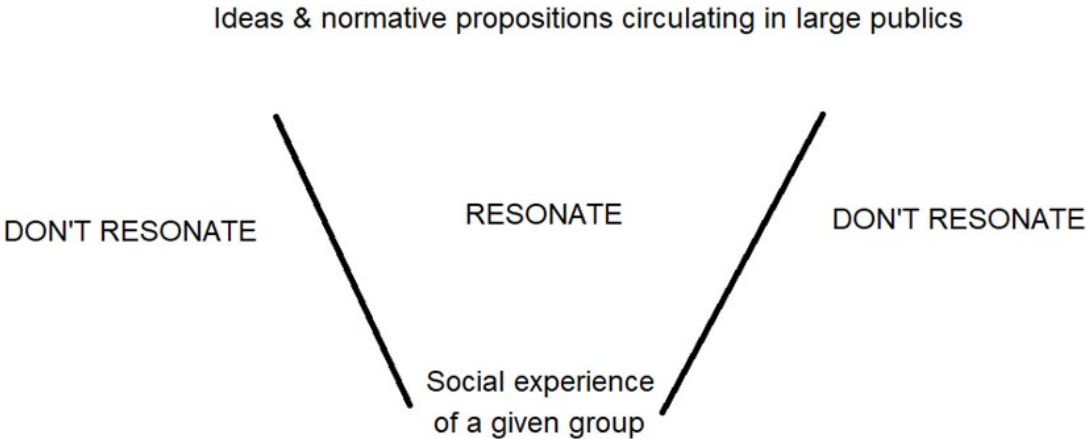 Ideas & normative propositions circulating in large publics
DON'T RESONATE
RESONATE
DON'T RESONATE
Social experience
of a given group